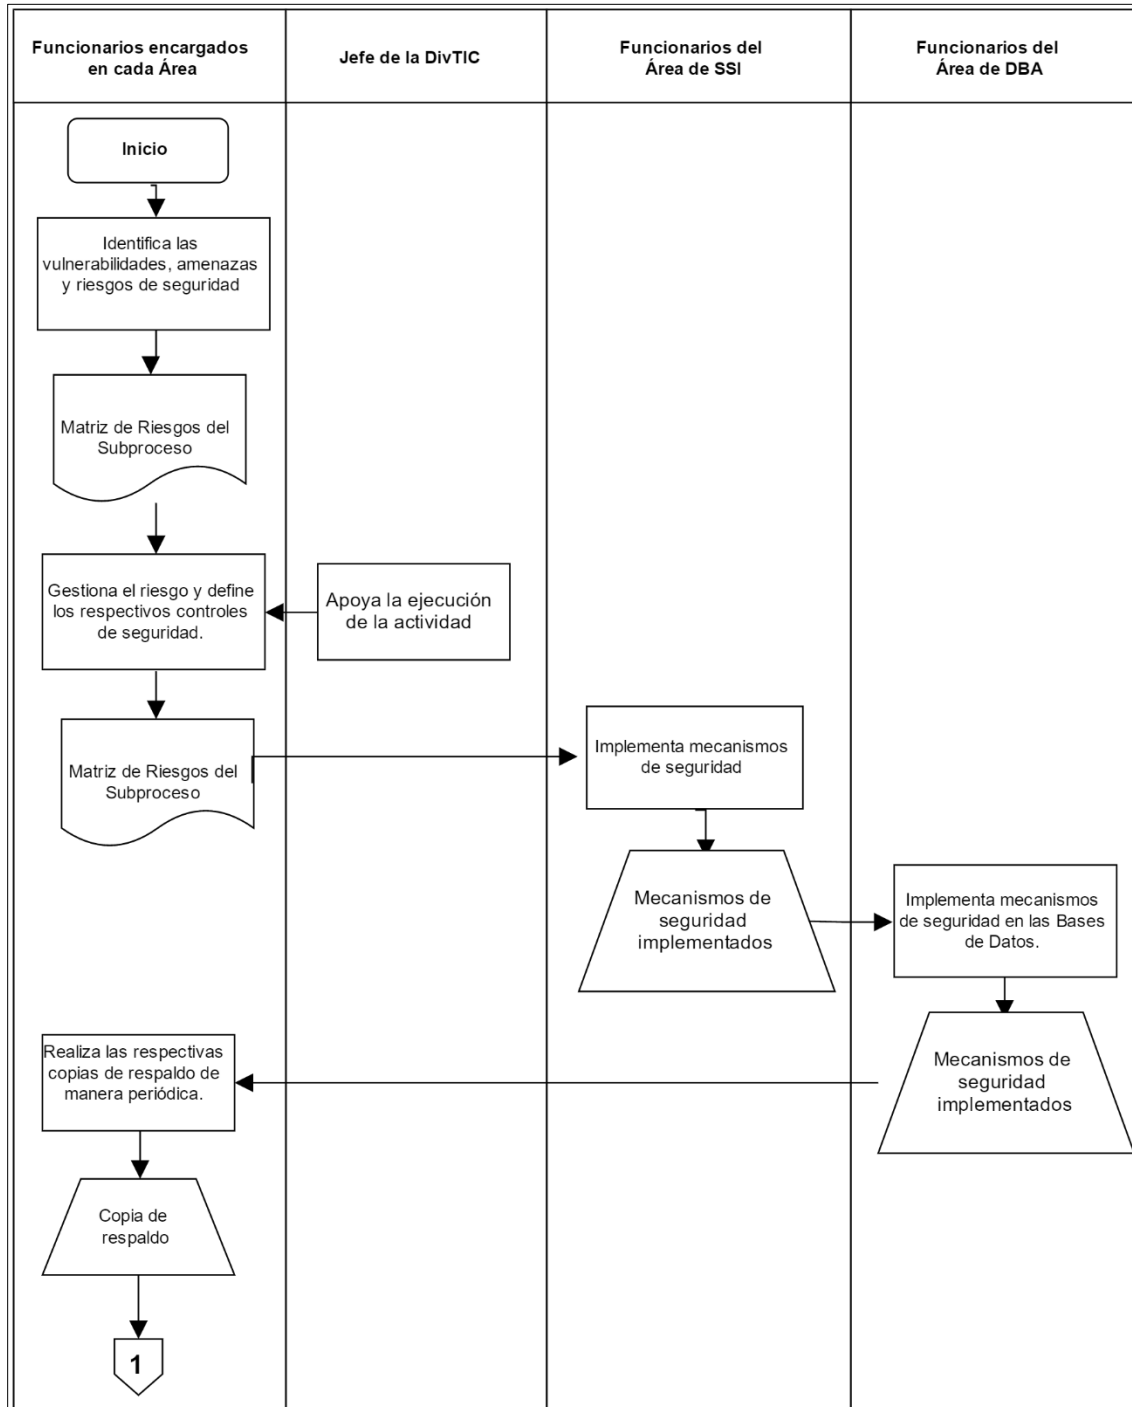 Funcionarios encargados
en cada Área
Jefe de la DivTIC
Funcionarios del
Área de SSI
Funcionarios del
Área de DBA
Inicio
Identifica las
vulnerabilidades, amenazas
y riesgos de seguridad
Matriz de Riesgos del
Subproceso
Gestiona el riesgo y define
los respectivos controles
de seguridad.
Apoya la ejecución
de la actividad
Matriz de Riesgos del
Subproceso
Implementa mecanismos
de seguridad
Mecanismos de
seguridad
implementados
Implementa mecanismos
de seguridad en las Bases
de Datos.
Realiza las respectivas
copias de respaldo de
manera periódica.
Mecanismos de
seguridad
implementados
Copia de
respaldo
1